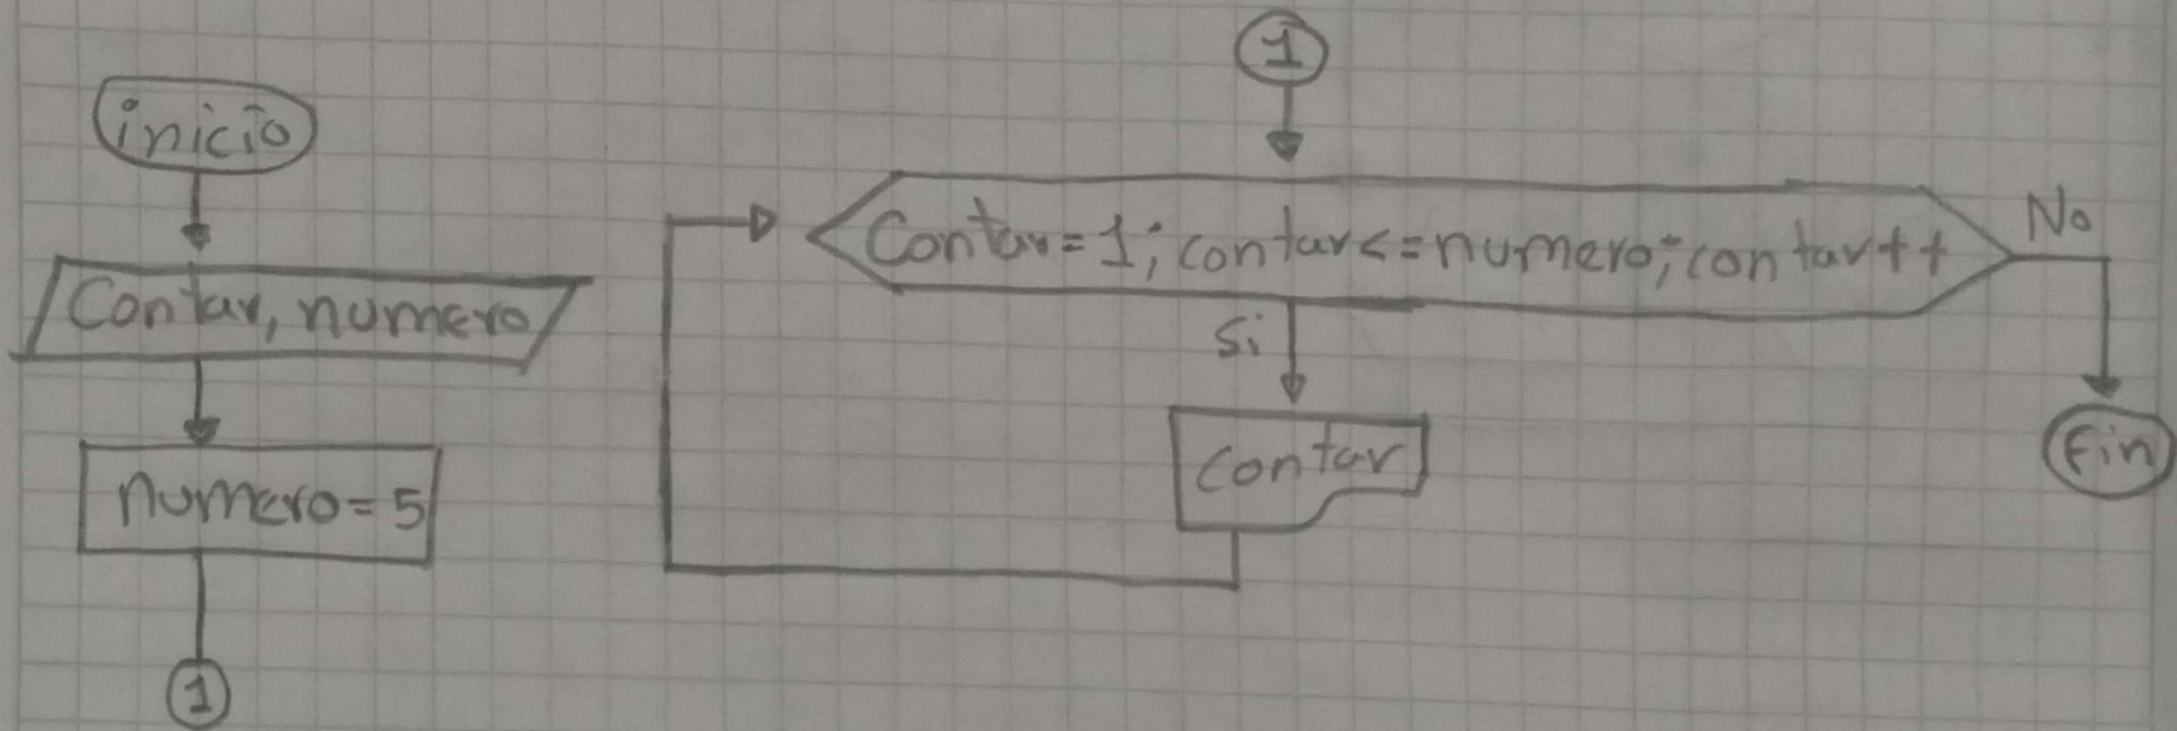 inicio
Contar, numero
numero=5
1
1
Contar=1; contar<=numero; contar++
No
Si
contar
Fin